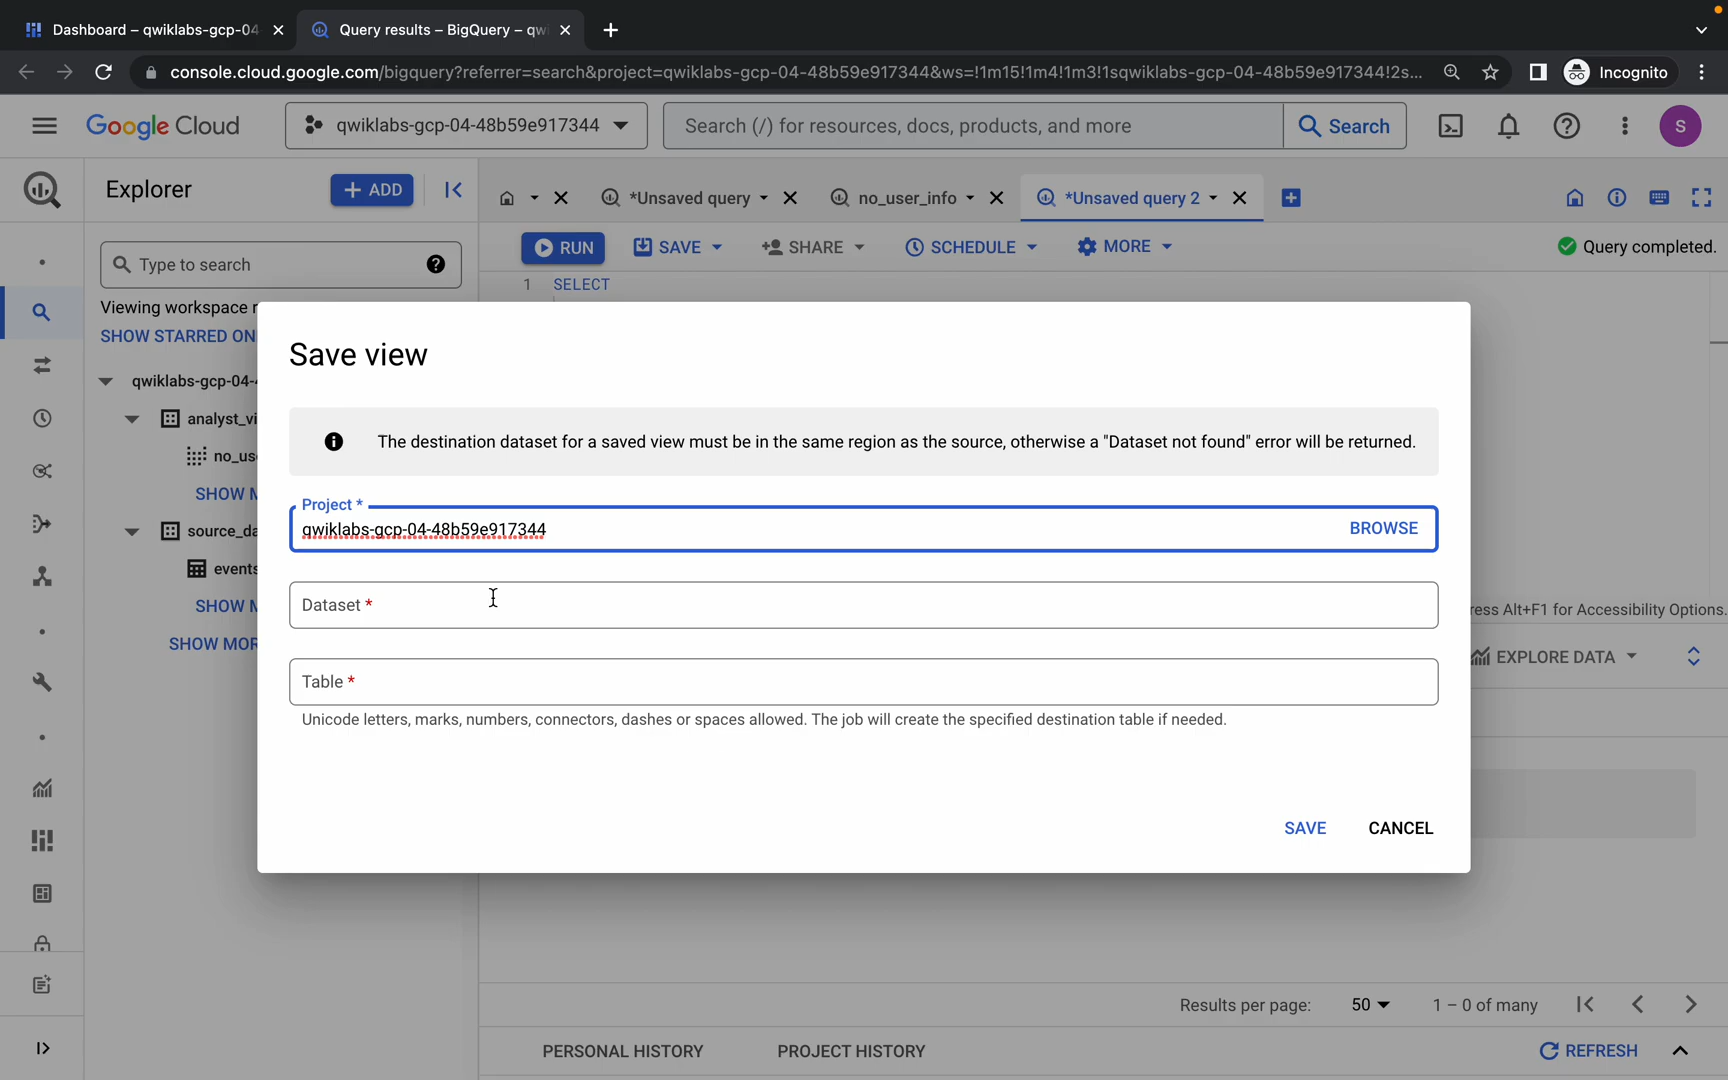 Dashboard – qwiklabs-gcp-04
Query results – BigQuery – qwi
console.cloud.google.com/bigquery?referrer=search&project=qwiklabs-gcp-04-48b59e917344&ws=!1m15!1m4!1m3!1sqwiklabs-gcp-04-48b59e917344!2s...
Incognito
Google Cloud
qwiklabs-gcp-04-48b59e917344
Search (/) for resources, docs, products, and more
Search
S
Explorer
+ ADD
*Unsaved query
no_user_info
*Unsaved query 2
RUN
SAVE
SHARE
SCHEDULE
MORE
Query completed.
Type to search
1 SELECT
Viewing workspace r
SHOW STARRED ON
qwiklabs-gcp-04-4
analyst_vi
no_us
SHOW M
source_da
events
SHOW M
SHOW MOR
Save view
The destination dataset for a saved view must be in the same region as the source, otherwise a "Dataset not found" error will be returned.
Project *
qwiklabs-gcp-04-48b59e917344
BROWSE
Dataset *
Table *
Unicode letters, marks, numbers, connectors, dashes or spaces allowed. The job will create the specified destination table if needed.
SAVE
CANCEL
ress Alt+F1 for Accessibility Options.
EXPLORE DATA
Results per page:
50
1 – 0 of many
PERSONAL HISTORY
PROJECT HISTORY
REFRESH